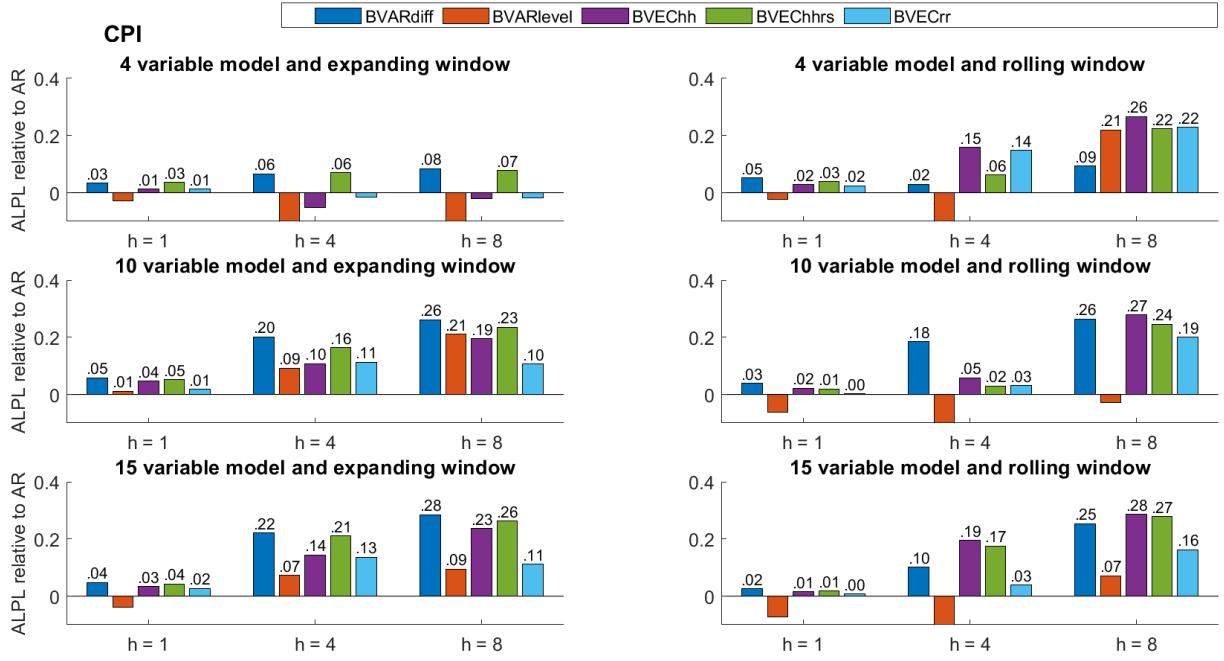 BVARdiff BVARlevel BVEChh BVEChhrs BVECrr
CPI
4 variable model and expanding window
ALPL relative to AR
0.4
0.2
0
.03 .01 .03 .01
.06 .06
.08 .07
h = 1 h = 4 h = 8
4 variable model and rolling window
0.4
0.2
0
.05 .02 .03 .02
.02 .15 .06 .14
.09 .21 .26 .22 .22
h = 1 h = 4 h = 8
10 variable model and expanding window
ALPL relative to AR
0.4
0.2
0
.05 .01 .04 .05 .01
.20 .09 .10 .16 .11
.26 .21 .19 .23 .10
h = 1 h = 4 h = 8
10 variable model and rolling window
0.4
0.2
0
.03 .02 .01 .00
.18 .05 .02 .03
.26 .27 .24 .19
h = 1 h = 4 h = 8
15 variable model and expanding window
ALPL relative to AR
0.4
0.2
0
.04 .03 .04 .02
.22 .07 .14 .21 .13
.28 .09 .23 .26 .11
h = 1 h = 4 h = 8
15 variable model and rolling window
0.4
0.2
0
.02 .01 .01 .00
.10 .19 .17 .03
.25 .07 .28 .27 .16
h = 1 h = 4 h = 8